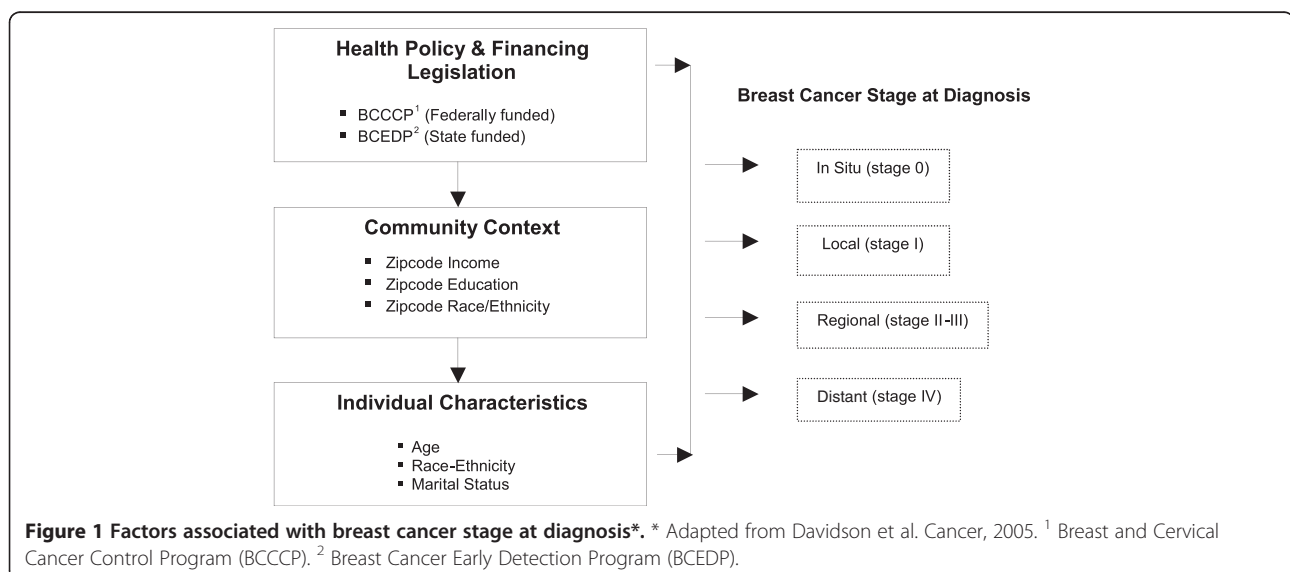 Health Policy & Financing
Legislation
▪ BCCCP¹ (Federally funded)
▪ BCEDP² (State funded)
Community Context
▪ Zipcode Income
▪ Zipcode Education
▪ Zipcode Race/Ethnicity
Individual Characteristics
▪ Age
▪ Race-Ethnicity
▪ Marital Status
Breast Cancer Stage at Diagnosis
In Situ (stage 0)
Local (stage I)
Regional (stage II-III)
Distant (stage IV)
Figure 1 Factors associated with breast cancer stage at diagnosis*. * Adapted from Davidson et al. Cancer, 2005. ¹ Breast and Cervical
Cancer Control Program (BCCCP). ² Breast Cancer Early Detection Program (BCEDP).